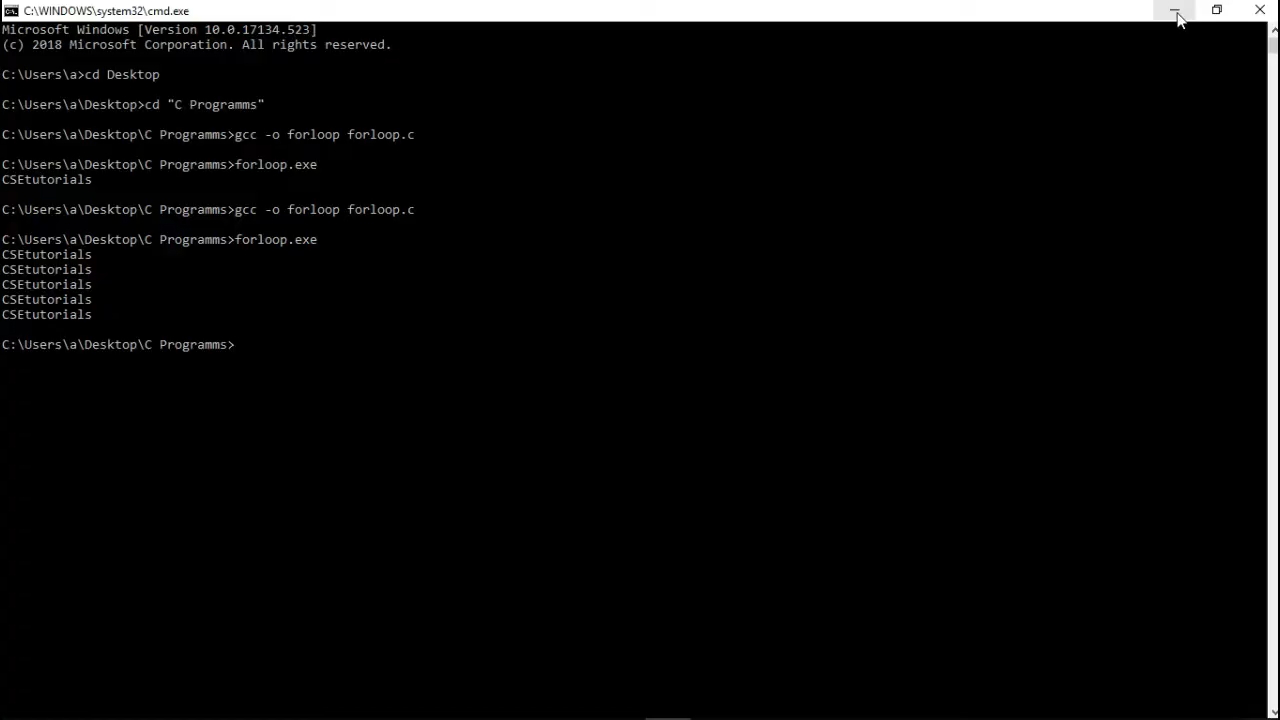 C:\WINDOWS\system32\cmd.exe
Microsoft Windows [Version 10.0.17134.523]
(c) 2018 Microsoft Corporation. All rights reserved.
C:\Users\a>cd Desktop
C:\Users\a\Desktop>cd "C Programms"
C:\Users\a\Desktop\C Programms>gcc -o forloop forloop.c
C:\Users\a\Desktop\C Programms>forloop.exe
CSEtutorials
C:\Users\a\Desktop\C Programms>gcc -o forloop forloop.c
C:\Users\a\Desktop\C Programms>forloop.exe
CSEtutorials
CSEtutorials
CSEtutorials
CSEtutorials
CSEtutorials
C:\Users\a\Desktop\C Programms>